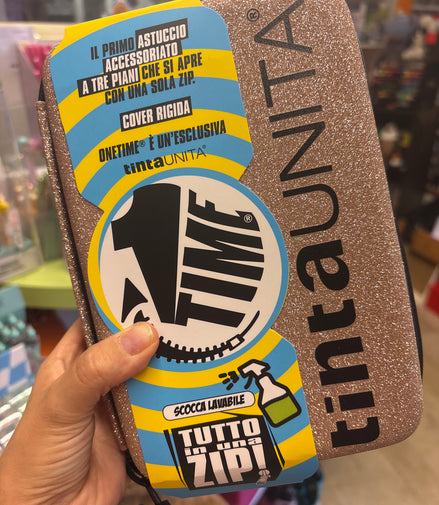 IL PRIMO ASTUCCIO
ACCESSORIATO
A TRE PIANI CHE SI APRE
CON UNA SOLA ZIP.
COVER RIGIDA
ONETIME® È UN'ESCLUSIVA
tintaUNITA®
1
TIME®
SCOCCA LAVABILE
TUTTO
in una
ZIP!
tintaUNITA®